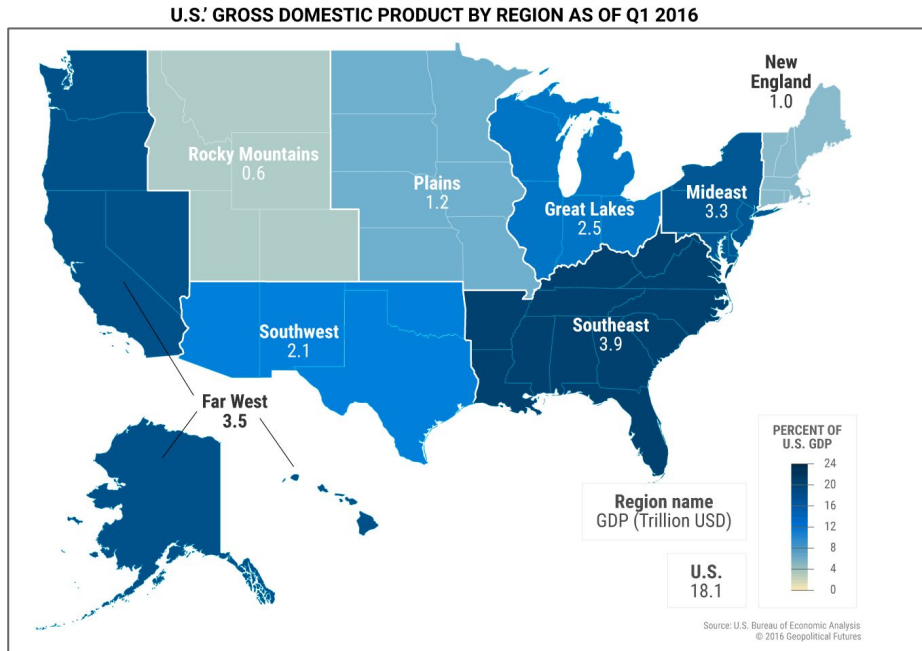 U.S.' GROSS DOMESTIC PRODUCT BY REGION AS OF Q1 2016
New
England
1.0
Rocky Mountains
0.6
Plains
1.2
Great Lakes
2.5
Mideast
3.3
Southwest
2.1
Southeast
3.9
Far West
3.5
PERCENT OF
U.S. GDP
24
20
16
12
8
4
0
Region name
GDP (Trillion USD)
U.S.
18.1
Source: U.S. Bureau of Economic Analysis
© 2016 Geopolitical Futures